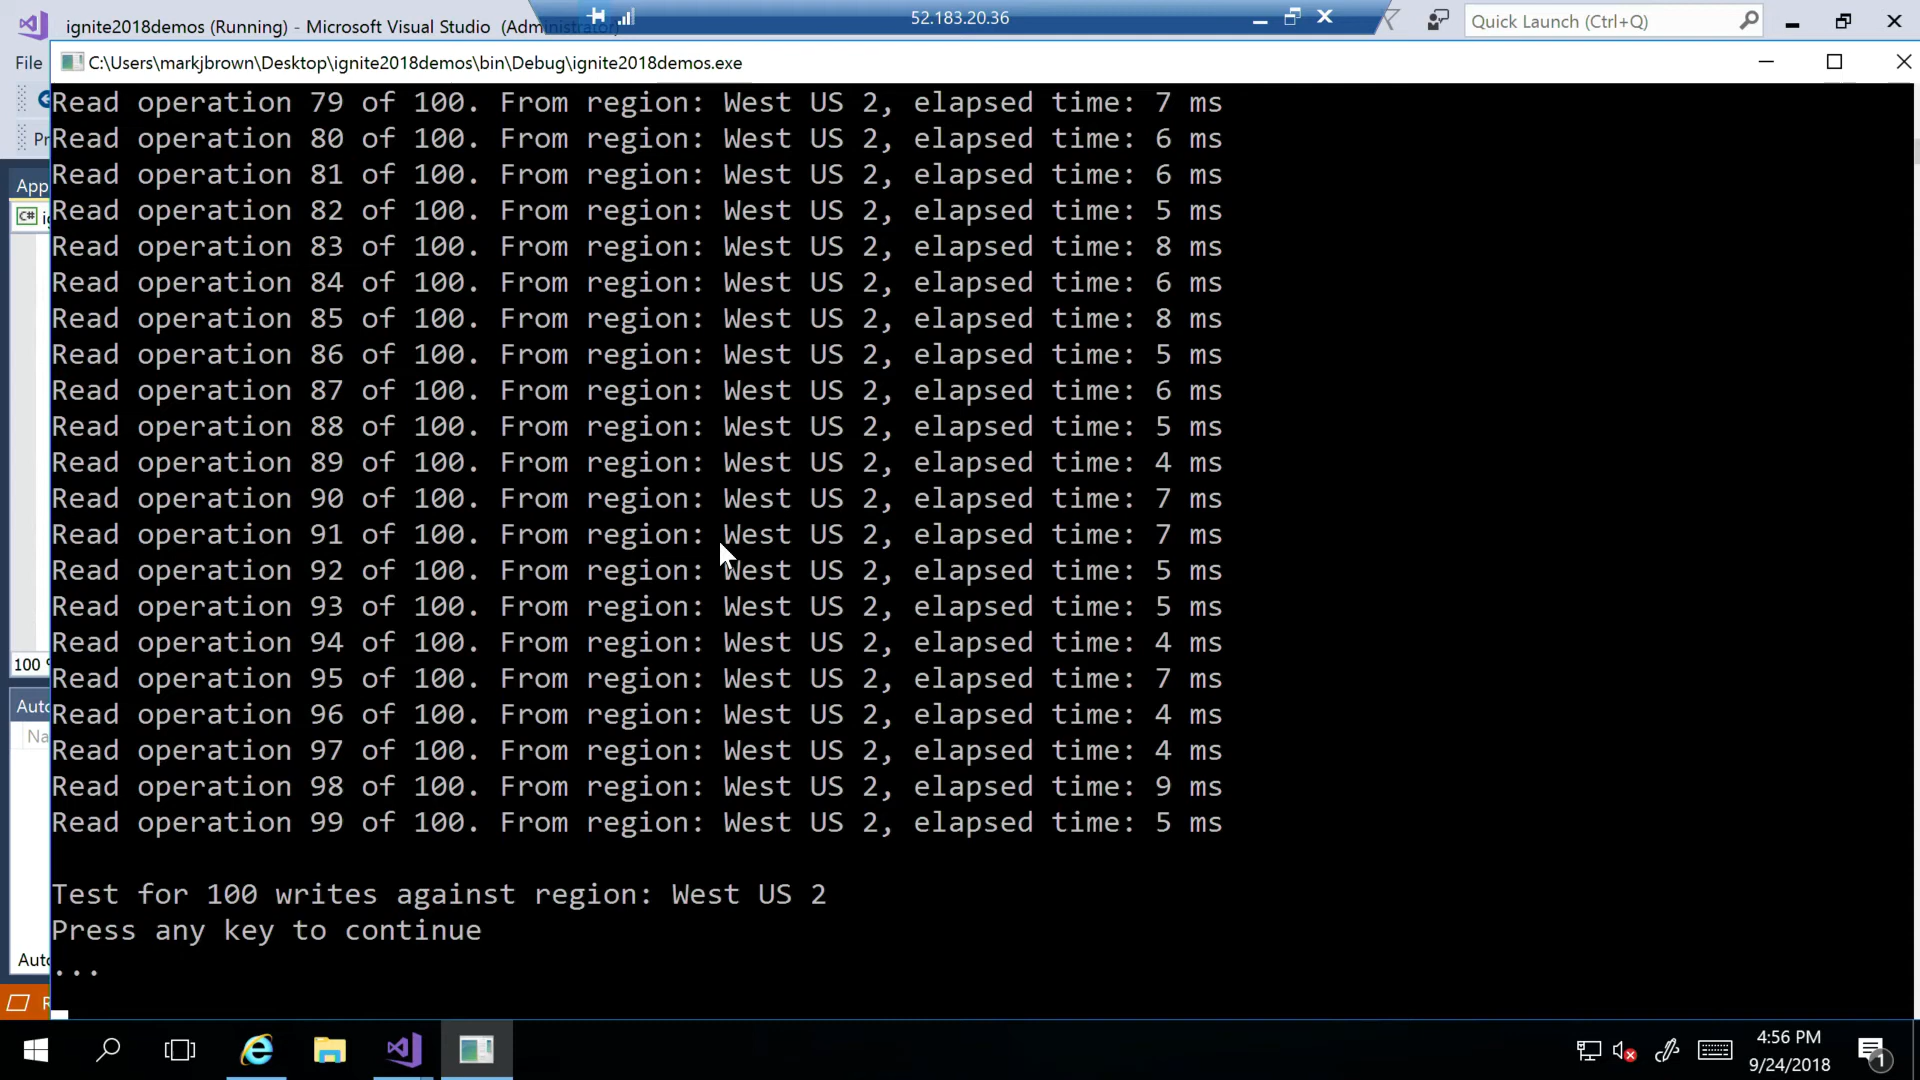 ignite2018demos (Running) - Microsoft Visual Studio (Administrator)
52.183.20.36
Quick Launch (Ctrl+Q)
File
C:\Users\markjbrown\Desktop\ignite2018demos\bin\Debug\ignite2018demos.exe
Read operation 79 of 100. From region: West US 2, elapsed time: 7 ms
Read operation 80 of 100. From region: West US 2, elapsed time: 6 ms
Read operation 81 of 100. From region: West US 2, elapsed time: 6 ms
Read operation 82 of 100. From region: West US 2, elapsed time: 5 ms
Read operation 83 of 100. From region: West US 2, elapsed time: 8 ms
Read operation 84 of 100. From region: West US 2, elapsed time: 6 ms
Read operation 85 of 100. From region: West US 2, elapsed time: 8 ms
Read operation 86 of 100. From region: West US 2, elapsed time: 5 ms
Read operation 87 of 100. From region: West US 2, elapsed time: 6 ms
Read operation 88 of 100. From region: West US 2, elapsed time: 5 ms
Read operation 89 of 100. From region: West US 2, elapsed time: 4 ms
Read operation 90 of 100. From region: West US 2, elapsed time: 7 ms
Read operation 91 of 100. From region: West US 2, elapsed time: 7 ms
Read operation 92 of 100. From region: West US 2, elapsed time: 5 ms
Read operation 93 of 100. From region: West US 2, elapsed time: 5 ms
Read operation 94 of 100. From region: West US 2, elapsed time: 4 ms
Read operation 95 of 100. From region: West US 2, elapsed time: 7 ms
Read operation 96 of 100. From region: West US 2, elapsed time: 4 ms
Read operation 97 of 100. From region: West US 2, elapsed time: 4 ms
Read operation 98 of 100. From region: West US 2, elapsed time: 9 ms
Read operation 99 of 100. From region: West US 2, elapsed time: 5 ms
Test for 100 writes against region: West US 2
Press any key to continue
...
Pr
App
C#
100 %
Auto
Na
Auto
R
4:56 PM
9/24/2018
1